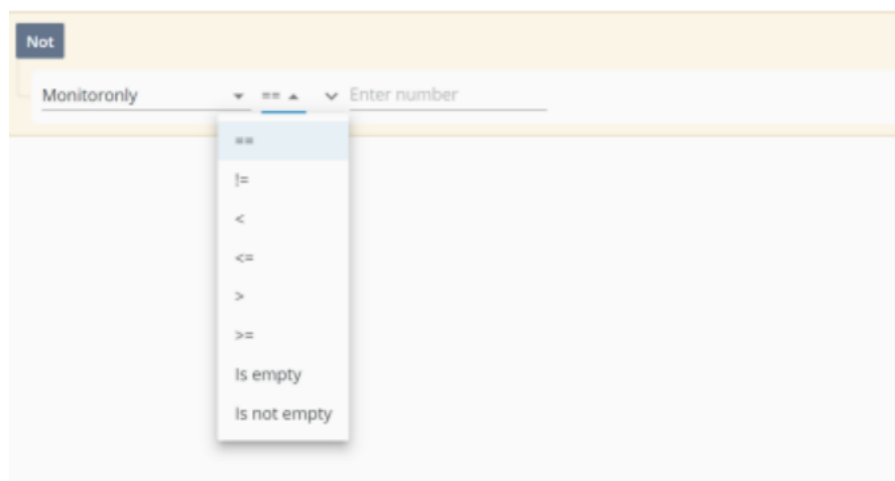 Not
Monitoronly == Enter number
==
!=
<
<=
>
>=
Is empty
Is not empty